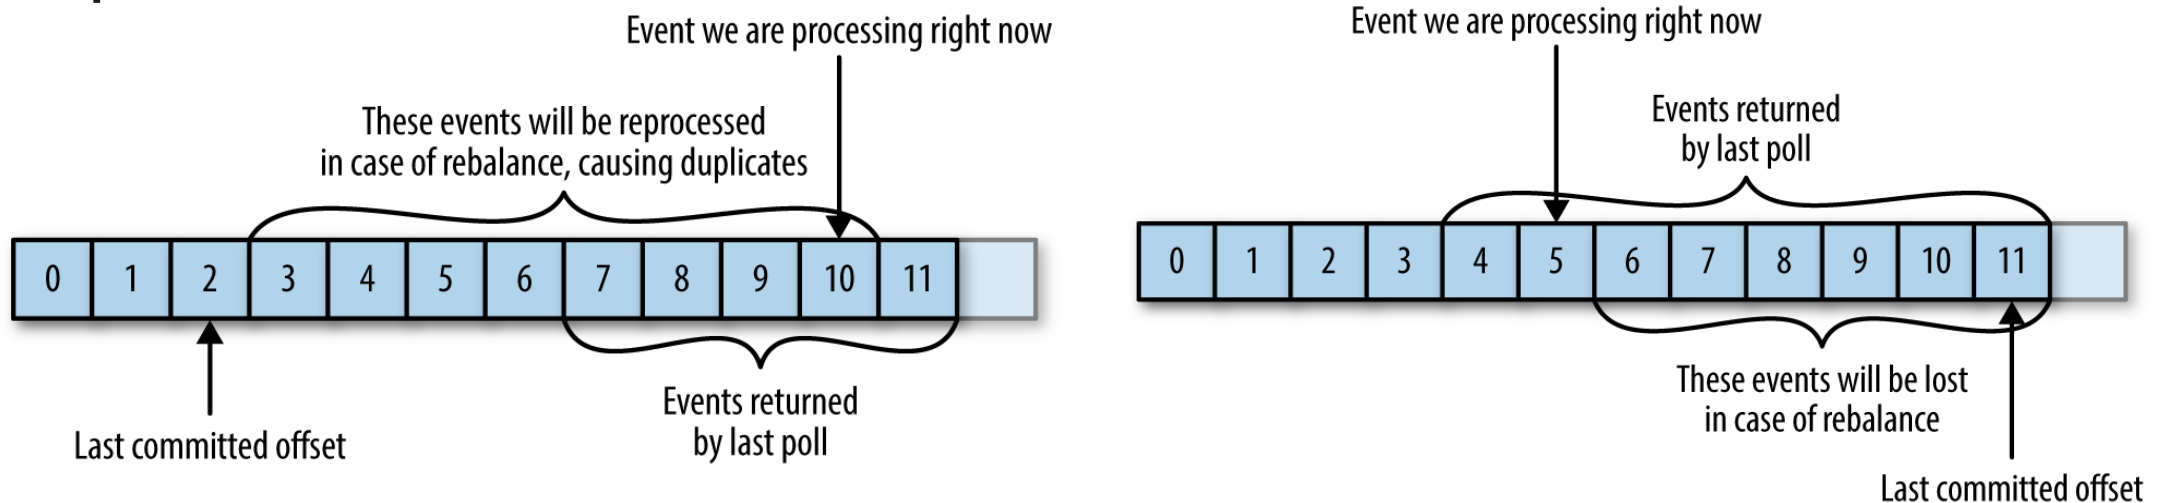 Event we are processing right now
These events will be reprocessed
in case of rebalance, causing duplicates
0 1 2 3 4 5 6 7 8 9 10 11
Last committed offset
Events returned
by last poll
Event we are processing right now
Events returned
by last poll
0 1 2 3 4 5 6 7 8 9 10 11
These events will be lost
in case of rebalance
Last committed offset